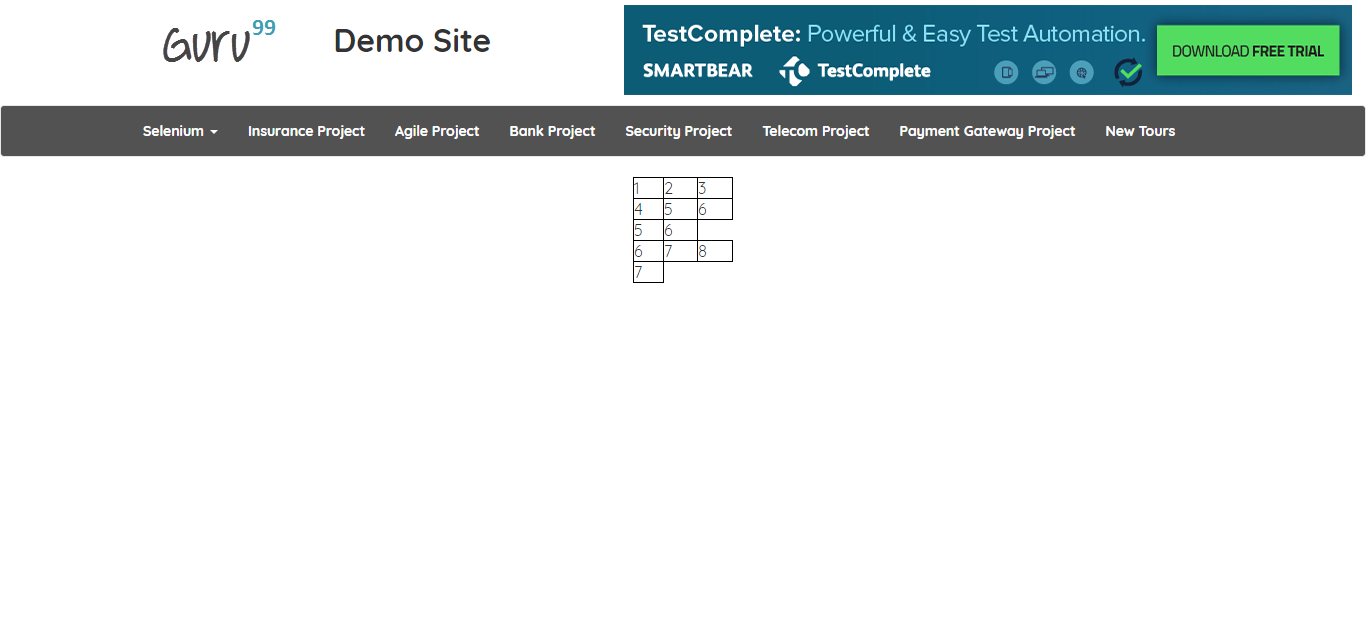 Guru99 Demo Site
TestComplete: Powerful & Easy Test Automation.
SMARTBEAR TestComplete
DOWNLOAD FREE TRIAL
Selenium Insurance Project Agile Project Bank Project Security Project Telecom Project Payment Gateway Project New Tours
1 2 3
4 5 6
5 6
6 7 8
7